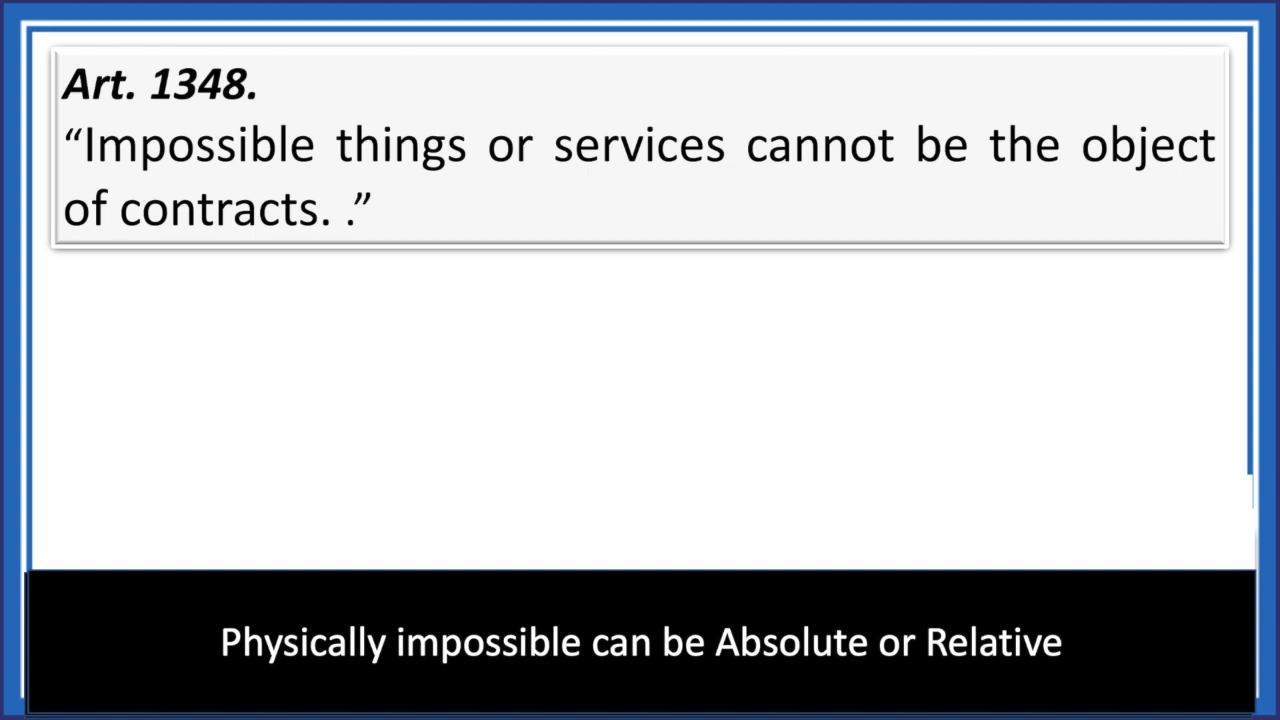 Art. 1348.
“Impossible things or services cannot be the object
of contracts. .”
Physically impossible can be Absolute or Relative